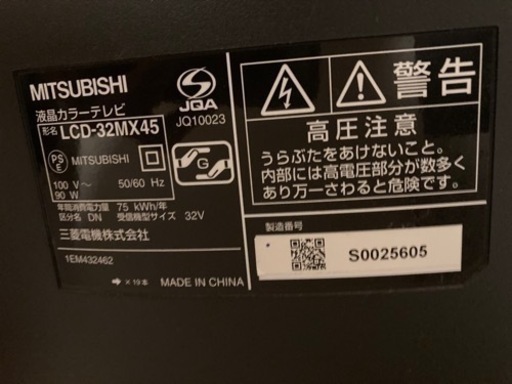 MITSUBISHI
液晶カラーテレビ
形名 LCD-32MX45
JQA
JQ10023
PS
E
MITSUBISHI
G
100 V～ 50/60 Hz
90 W
年間消費電力量 75 kWh/年
区分名 DN 受信機型サイズ 32V
三菱電機株式会社
1EM432462
MADE IN CHINA
警告
高圧注意
うらぶたをあけないこと。
内部には高電圧部分が数多く
あり万一さわると危険です。
製造番号
S0025605